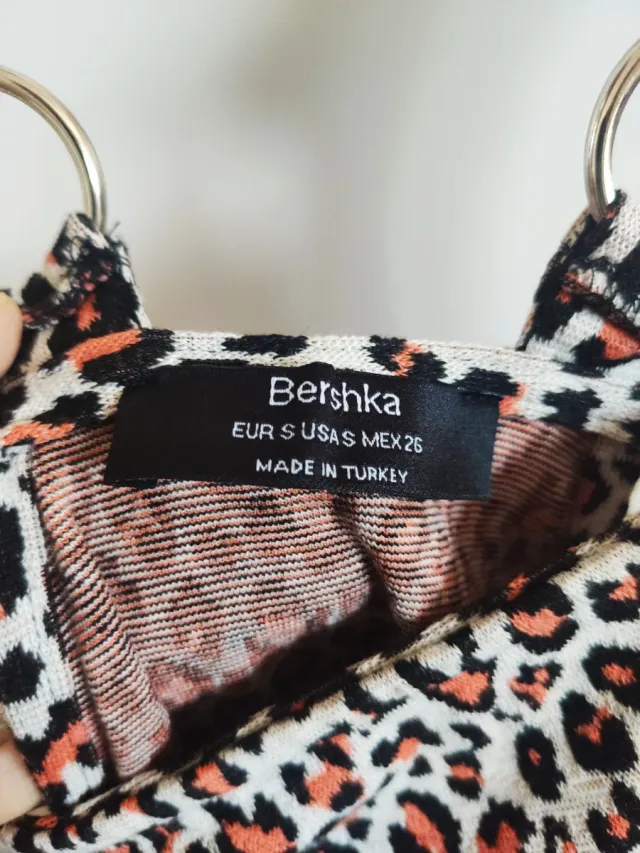 Bershka
EUR S USA S MEX 26
MADE IN TURKEY